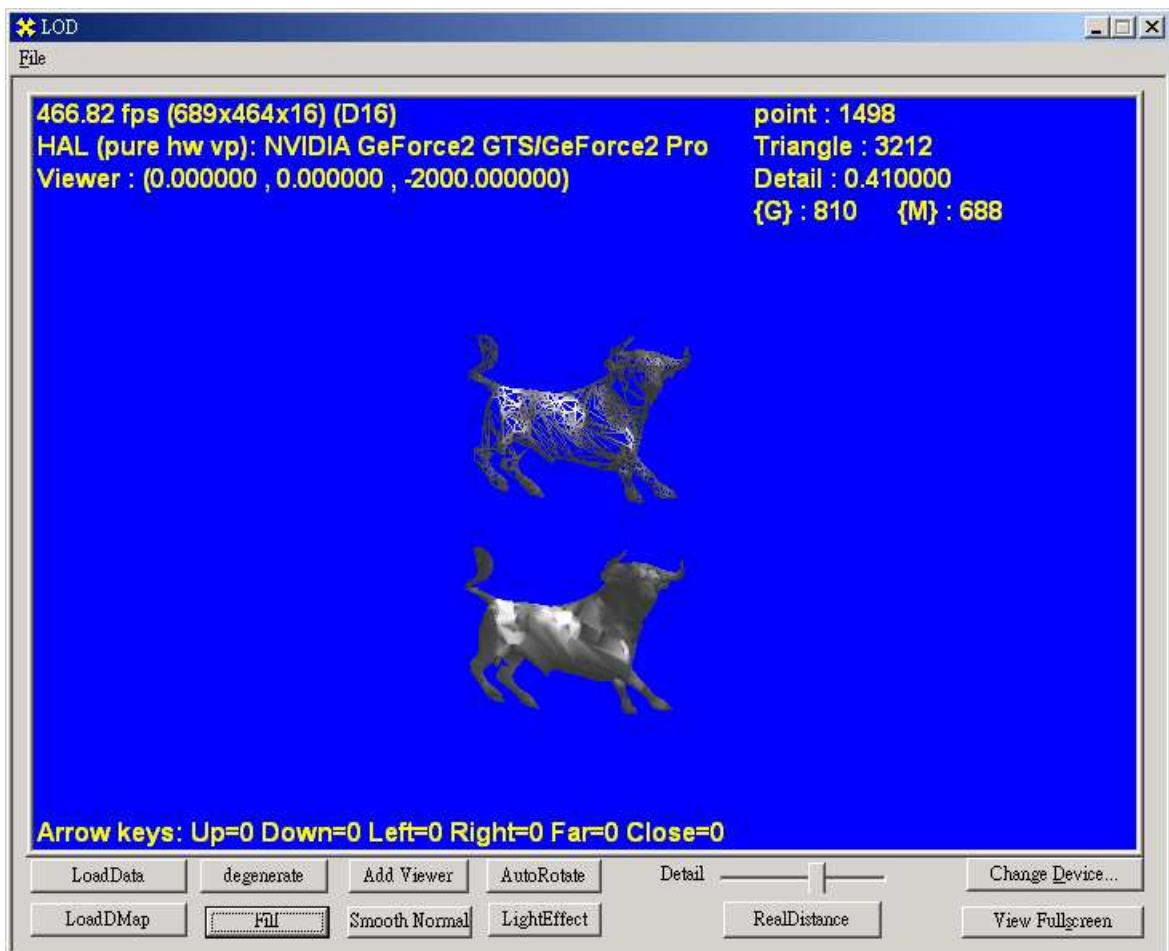 LOD
File
466.82 fps (689x464x16) (D16)
HAL (pure hw vp): NVIDIA GeForce2 GTS/GeForce2 Pro
Viewer : (0.000000 , 0.000000 , -2000.000000)
point : 1498
Triangle : 3212
Detail : 0.410000
{G} : 810 {M} : 688
Arrow keys: Up=0 Down=0 Left=0 Right=0 Far=0 Close=0
LoadData degenerate Add Viewer AutoRotate Detail Change Device...
LoadDMap Fill Smooth Normal LightEffect RealDistance View Fullscreen